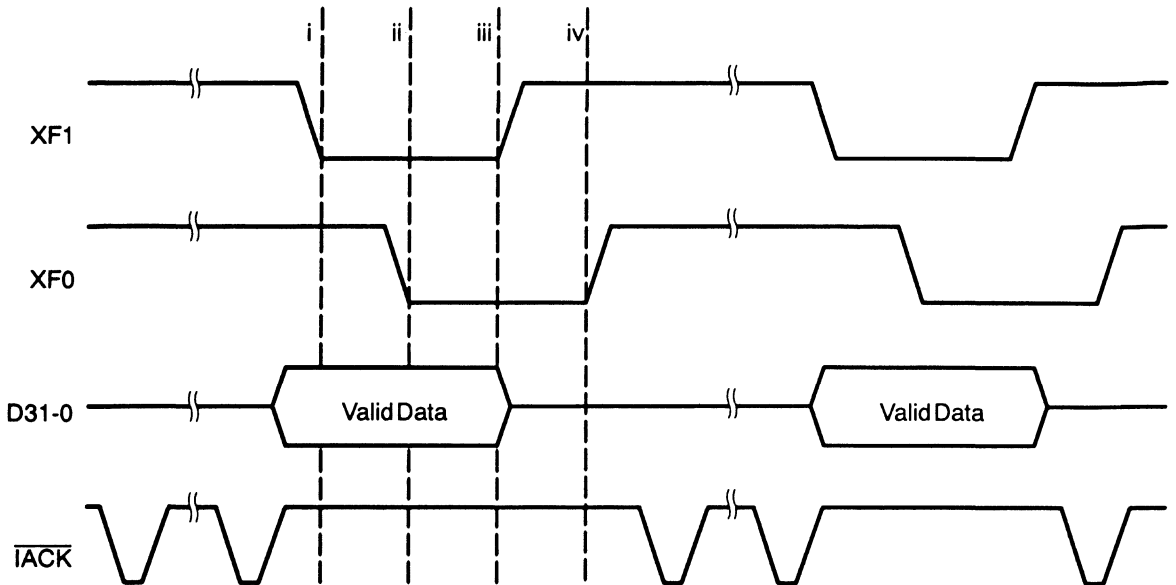 i ii iii iv
XF1
XF0
D31-0 Valid Data Valid Data
IACK